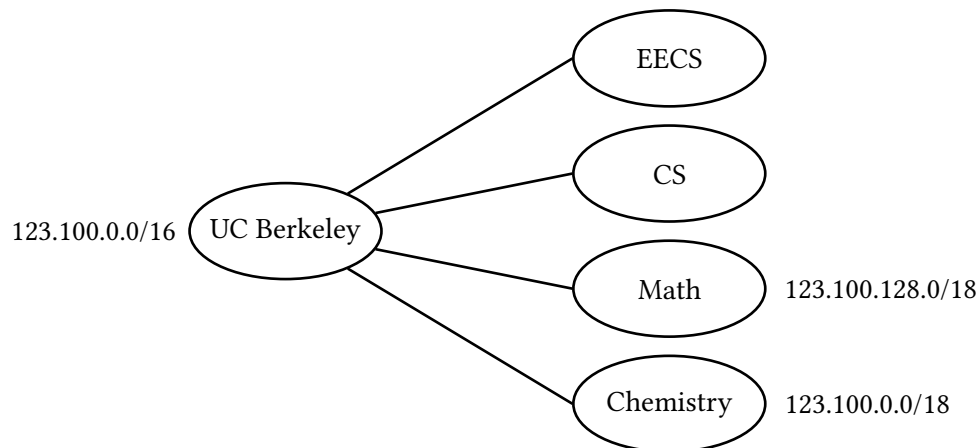 EECS
CS
123.100.0.0/16
UC Berkeley
Math
123.100.128.0/18
Chemistry
123.100.0.0/18